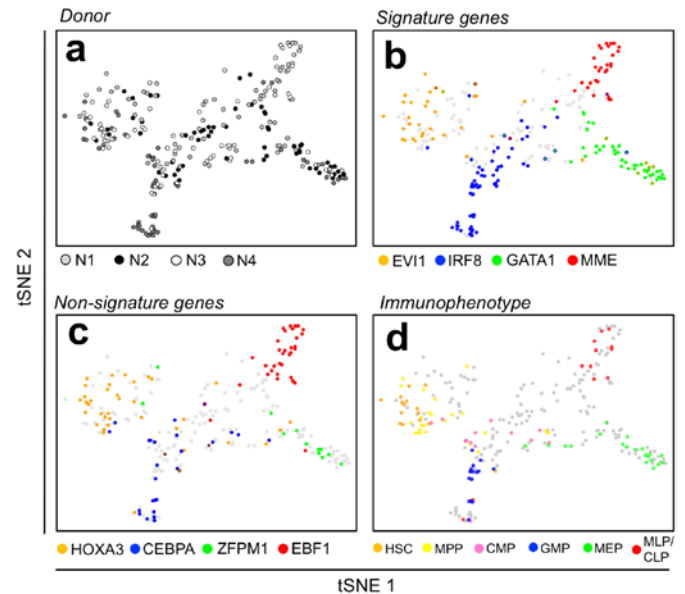 Donor
Signature genes
a
b
N1 N2 N3 N4
EVI1 IRF8 GATA1 MME
tSNE 2
Non-signature genes
Immunophenotype
c
d
HOXA3 CEBPA ZFPM1 EBF1
HSC MPP CMP GMP MEP MLP/
CLP
tSNE 1